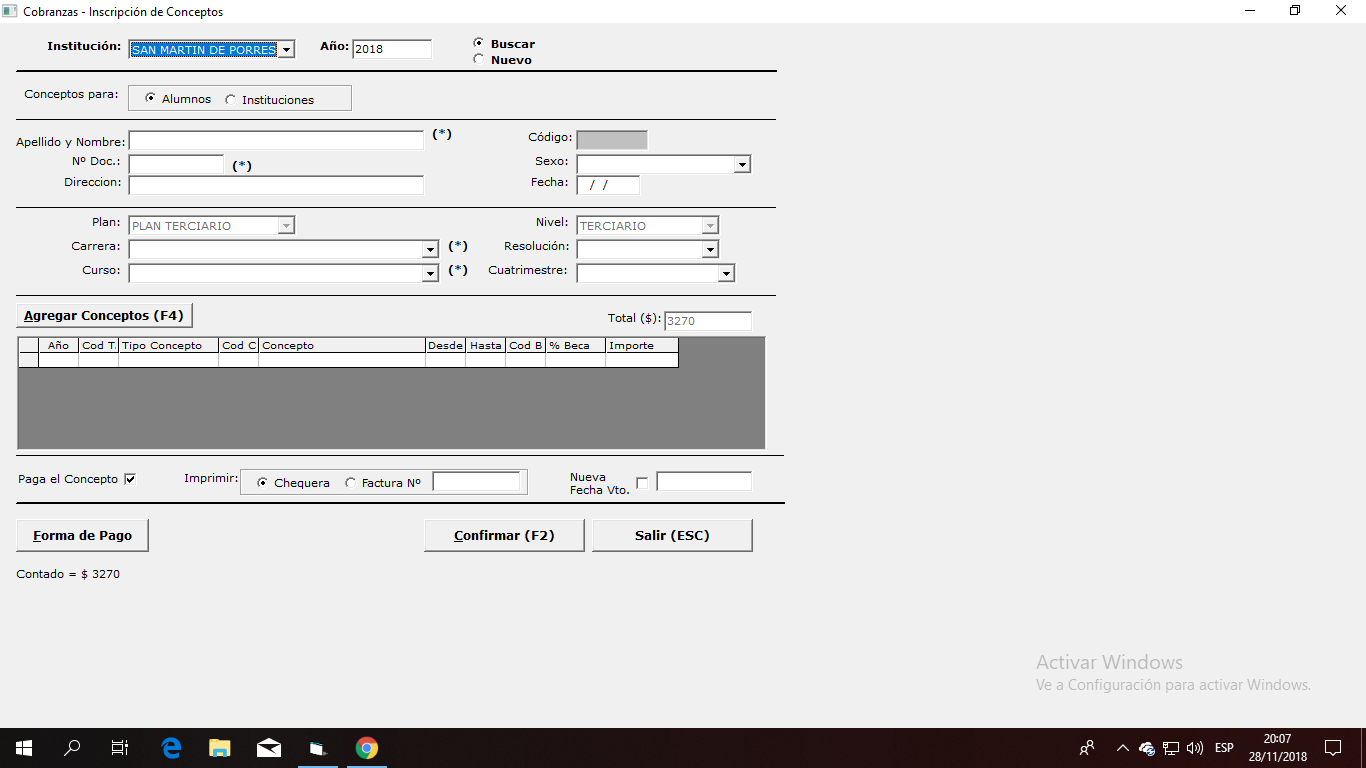 Cobranzas - Inscripción de Conceptos
Institución: SAN MARTIN DE PORRES Año: 2018 Buscar
Nuevo
Conceptos para: Alumnos Instituciones
Apellido y Nombre: (*) Código:
Nº Doc.: (*) Sexo:
Direccion: Fecha: / /
Plan: PLAN TERCIARIO Nivel: TERCIARIO
Carrera: (*) Resolución:
Curso: (*) Cuatrimestre:
Agregar Conceptos (F4) Total ($): 3270
Año Cod T. Tipo Concepto Cod C Concepto Desde Hasta Cod B % Beca Importe
Paga el Concepto Imprimir: Chequera Factura Nº Nueva
Fecha Vto.
Forma de Pago Confirmar (F2) Salir (ESC)
Contado = $ 3270
Activar Windows
Ve a Configuración para activar Windows.
ESP 20:07
28/11/2018